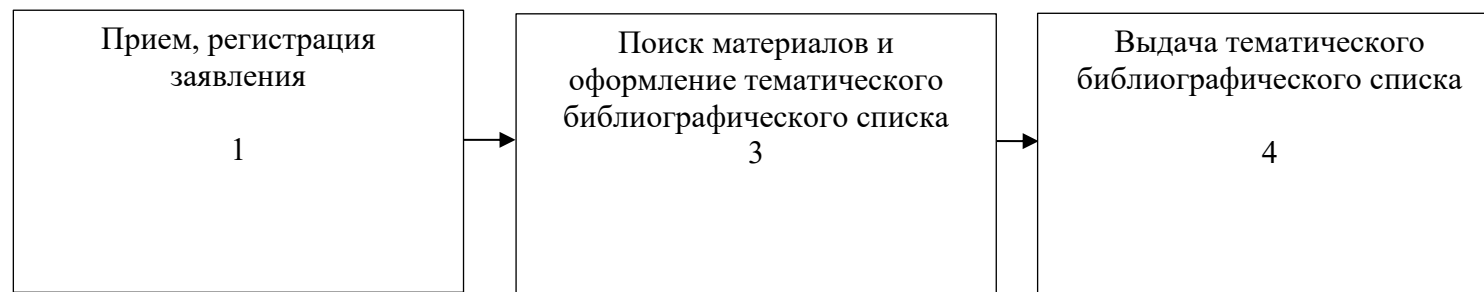 Прием, регистрация
заявления
1
Поиск материалов и
оформление тематического
библиографического списка
3
Выдача тематического
библиографического списка
4